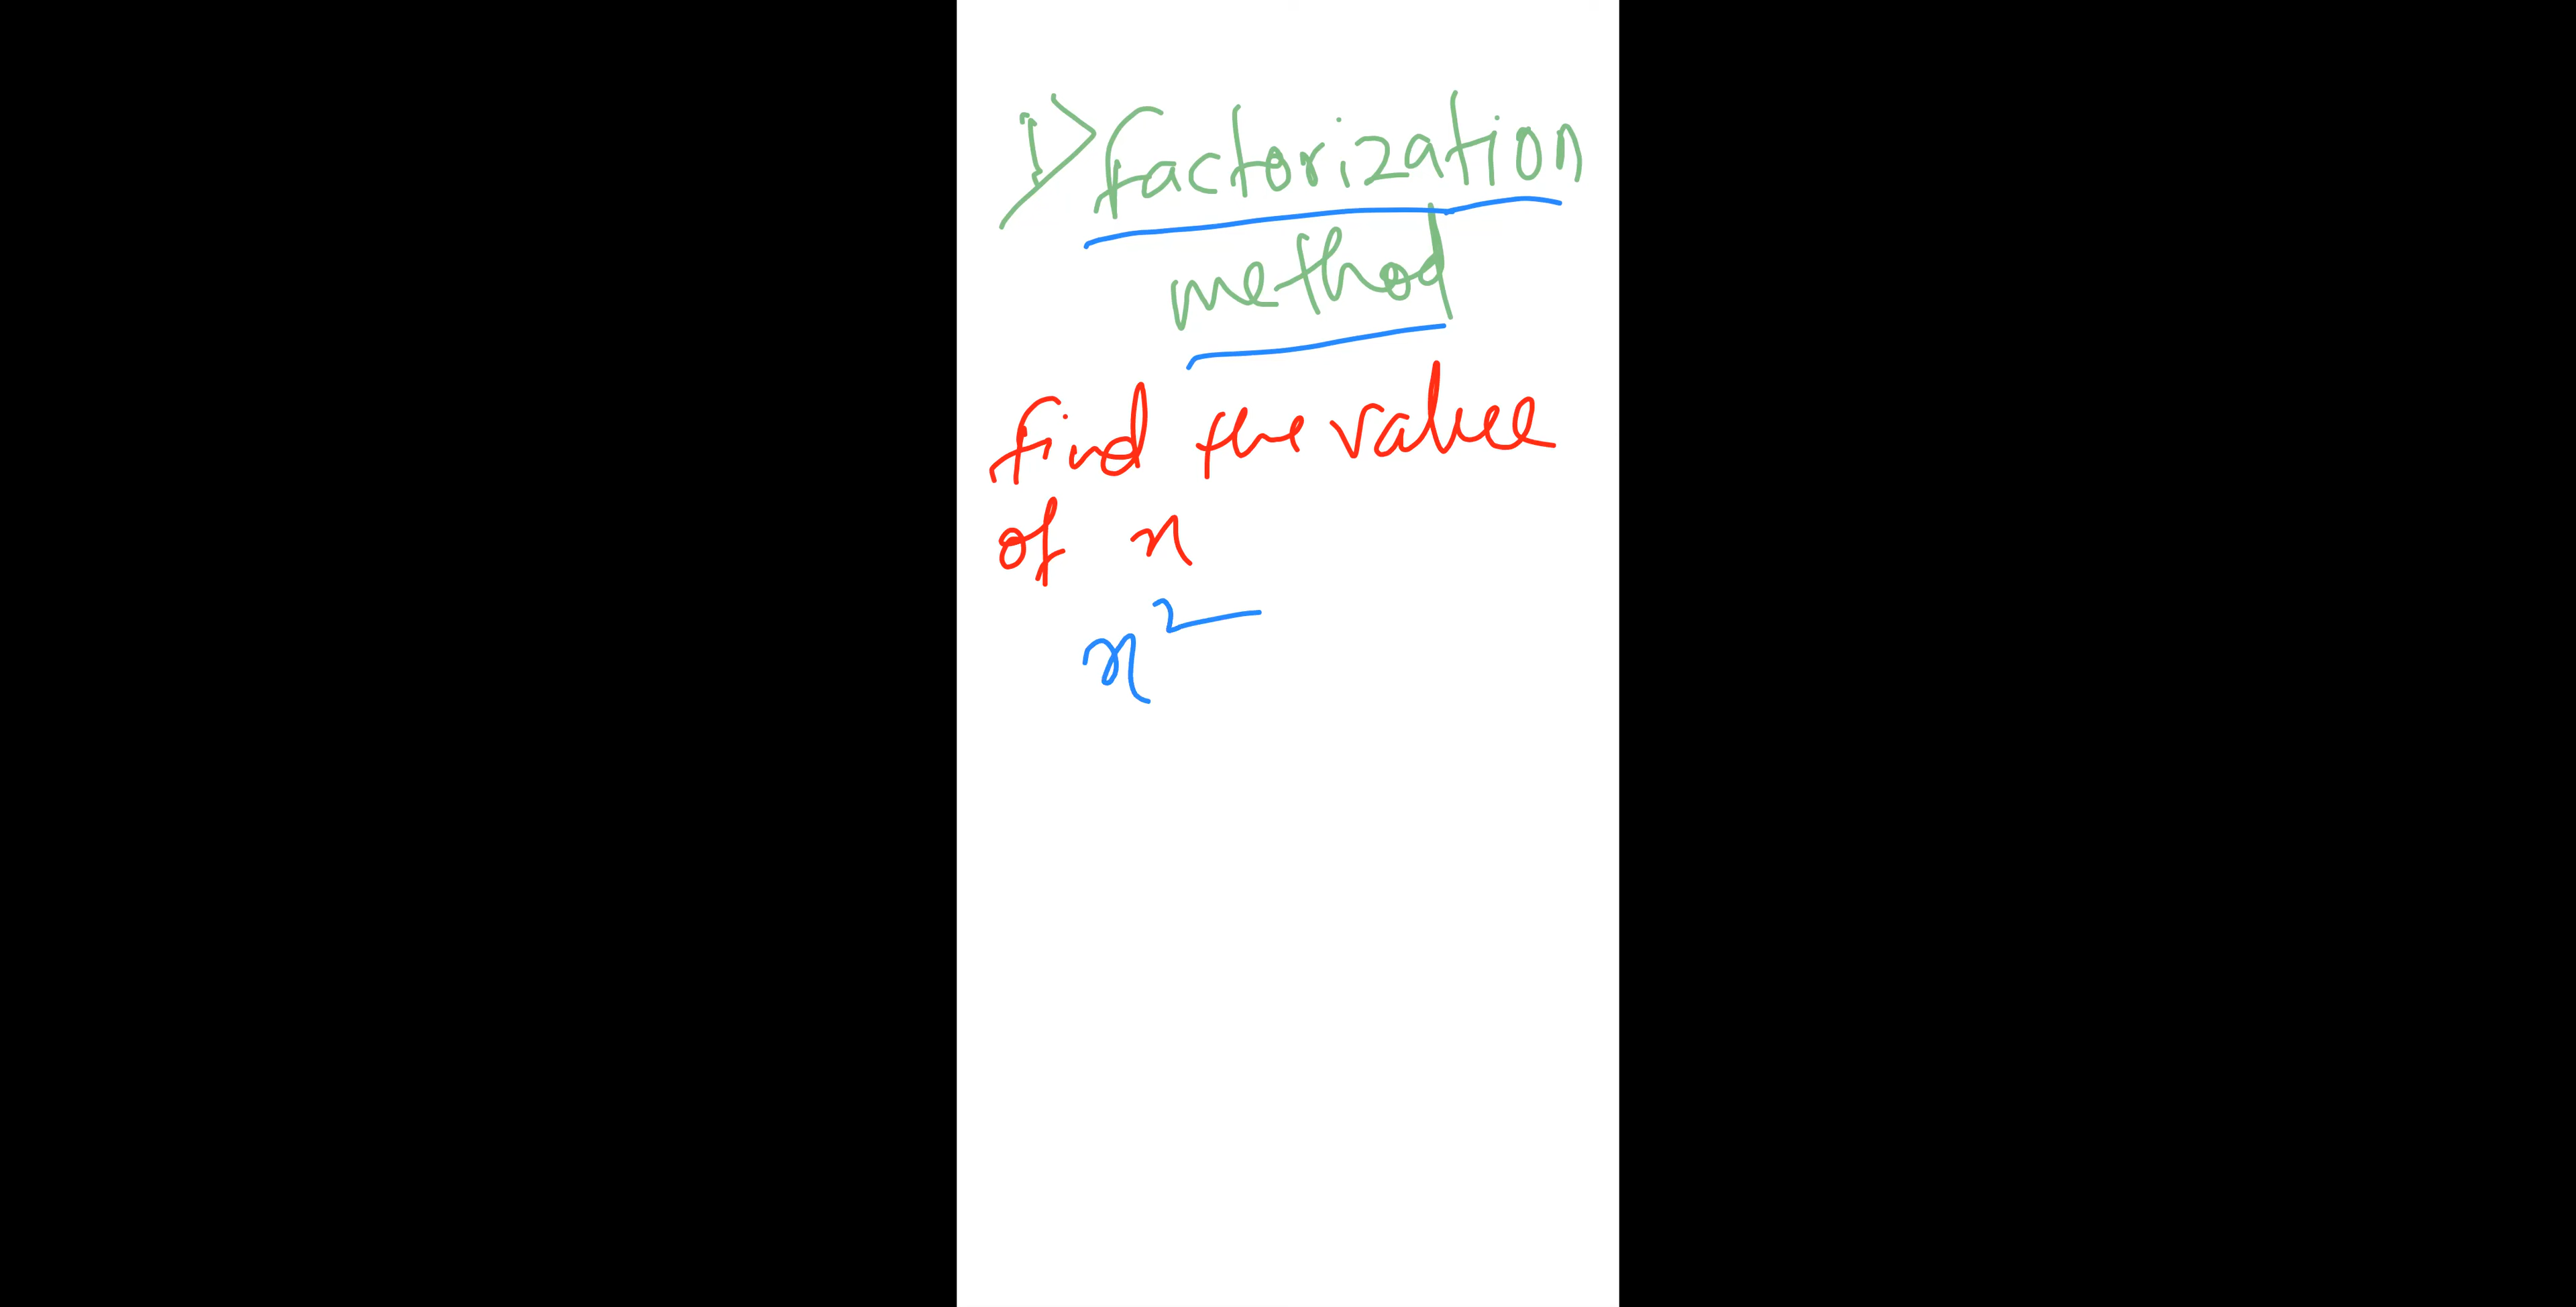 1> Factorization
method
Find the value
of x
x²